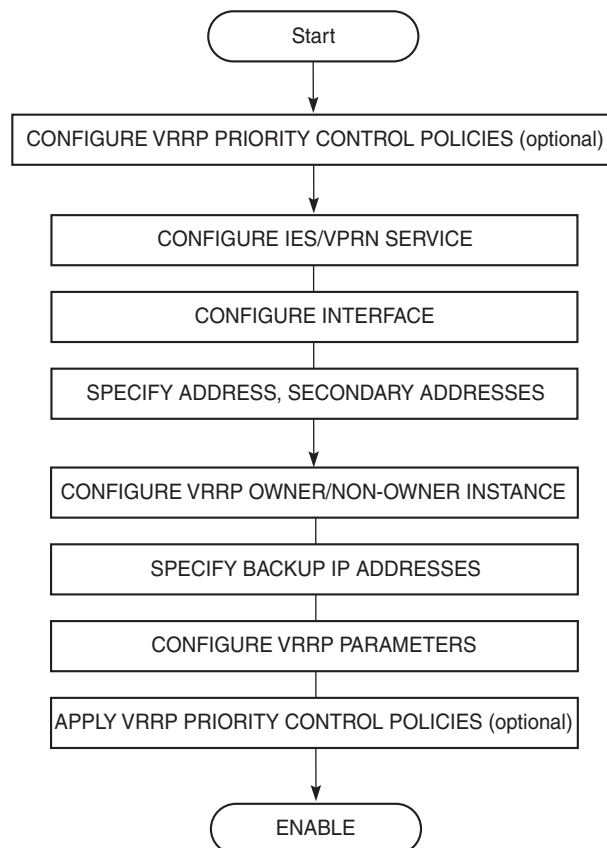 Start
CONFIGURE VRRP PRIORITY CONTROL POLICIES (optional)
CONFIGURE IES/VPRN SERVICE
CONFIGURE INTERFACE
SPECIFY ADDRESS, SECONDARY ADDRESSES
CONFIGURE VRRP OWNER/NON-OWNER INSTANCE
SPECIFY BACKUP IP ADDRESSES
CONFIGURE VRRP PARAMETERS
APPLY VRRP PRIORITY CONTROL POLICIES (optional)
ENABLE